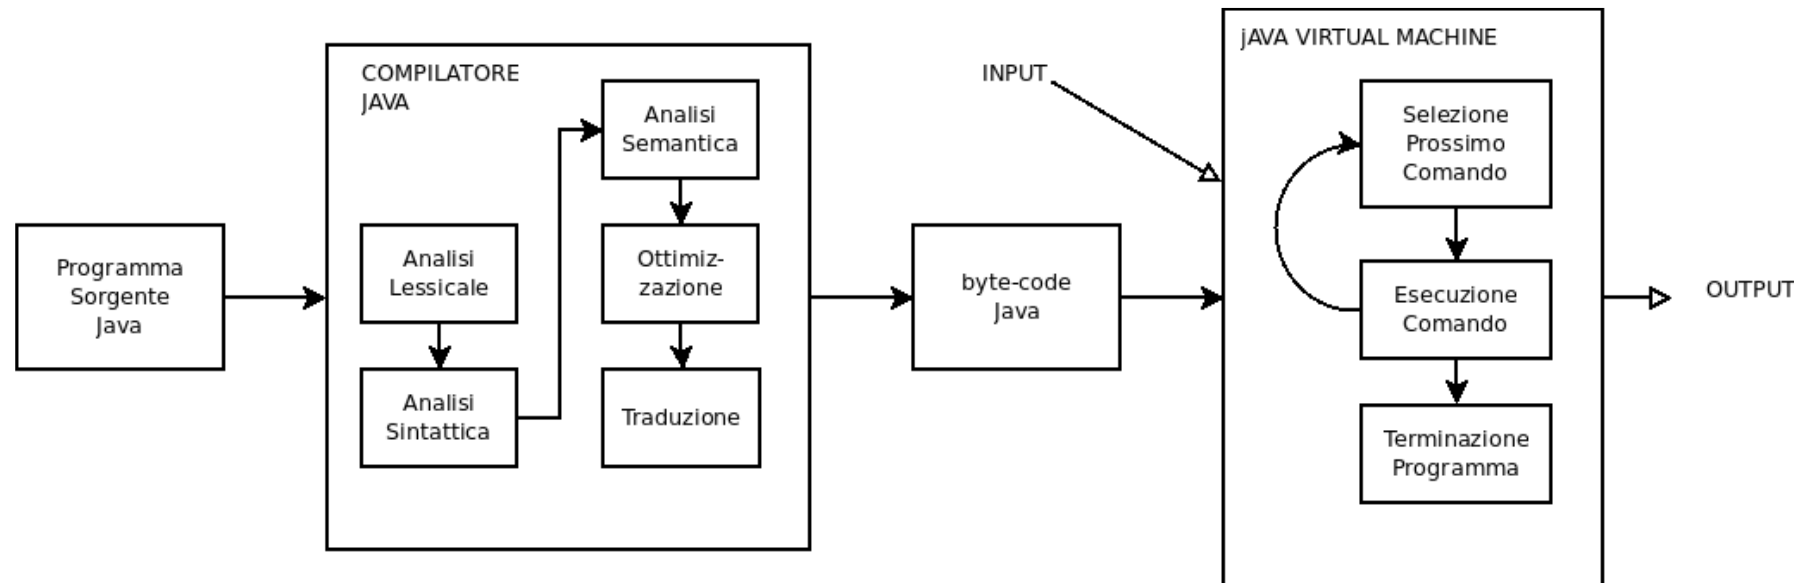 Programma
Sorgente
Java
COMPILATORE
JAVA
Analisi
Lessicale
Analisi
Sintattica
Analisi
Semantica
Ottimiz-
zazione
Traduzione
byte-code
Java
INPUT
jAVA VIRTUAL MACHINE
Selezione
Prossimo
Comando
Esecuzione
Comando
Terminazione
Programma
OUTPUT